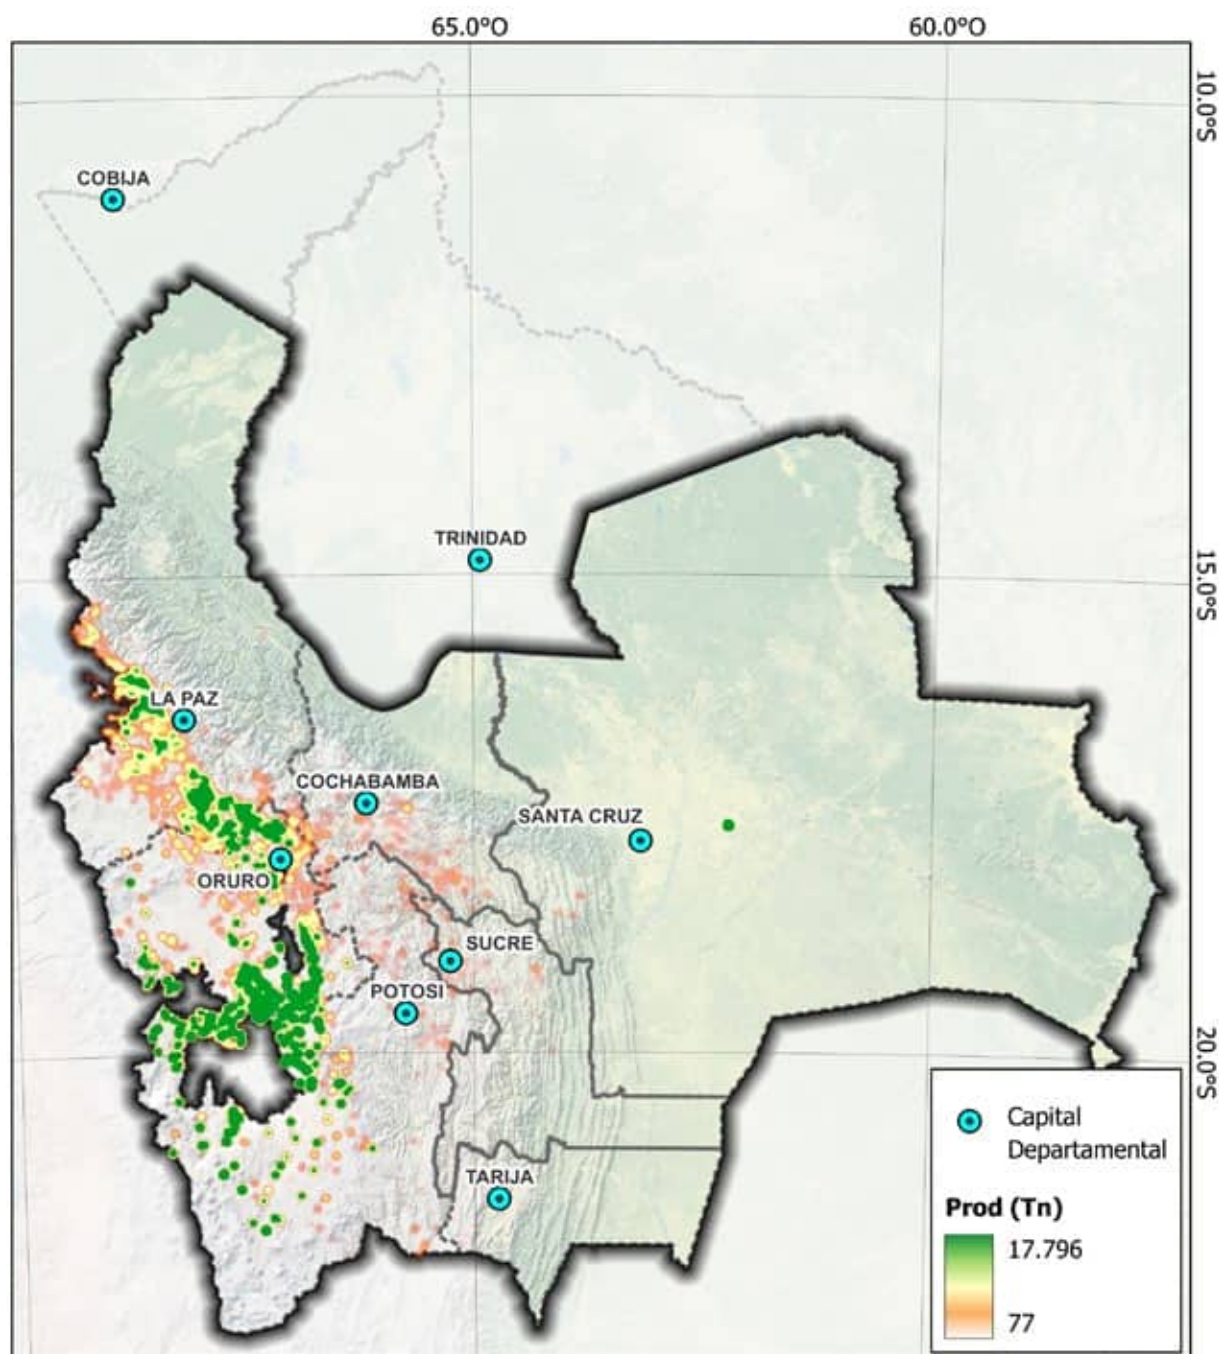 65.0°O
60.0°O
10.0°S
COBIJA
TRINIDAD
15.0°S
LA PAZ
COCHABAMBA
SANTA CRUZ
ORURO
SUCRE
POTOSI
20.0°S
TARIJA
Capital
Departamental
Prod (Tn)
17.796
77